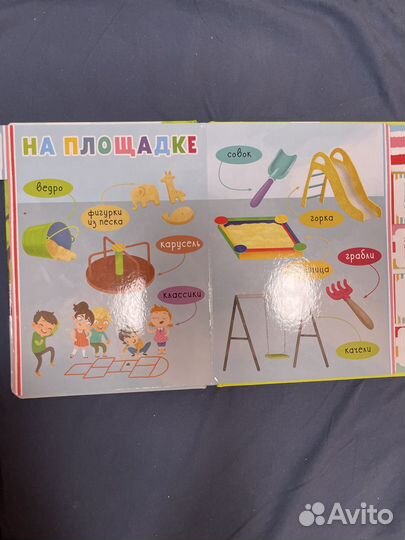 НА ПЛОЩАДКЕ
ведро
фигурки
из песка
карусель
классики
совок
горка
грабли
качели
Avito